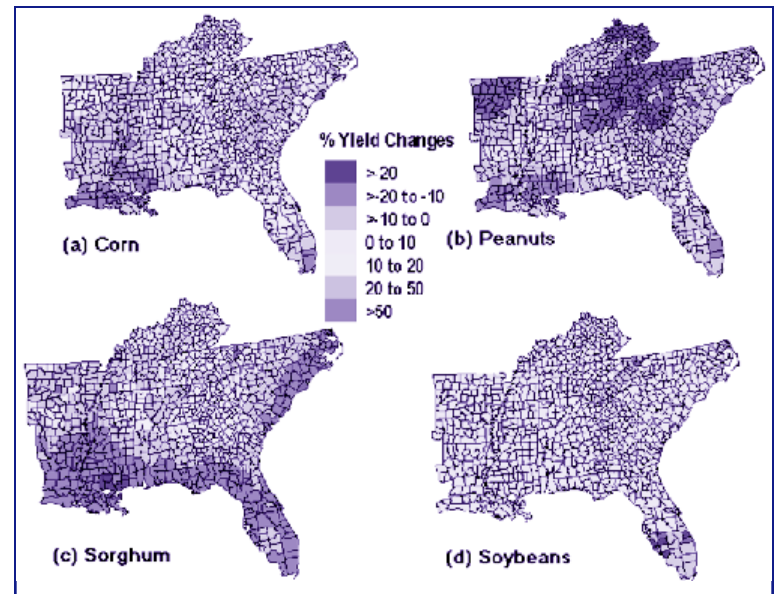 % Yield Changes
>-20
>-20 to -10
>-10 to 0
0 to 10
10 to 20
20 to 50
>50
(a) Corn
(b) Peanuts
(c) Sorghum
(d) Soybeans